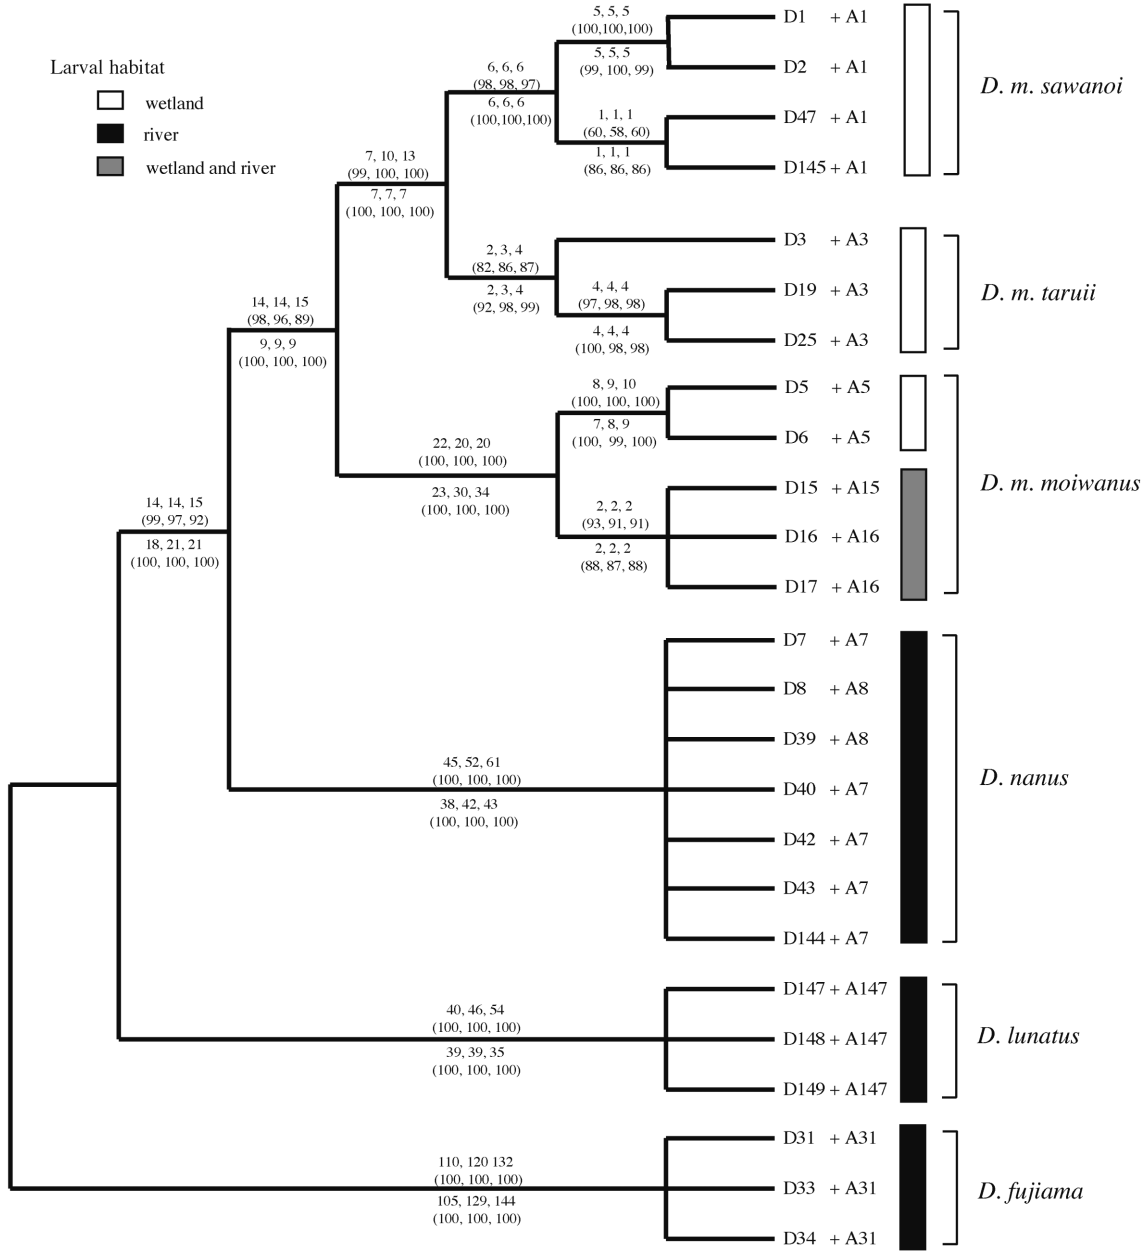 Larval habitat
wetland
river
wetland and river
5, 5, 5
(100,100,100)
5, 5, 5
(99, 100, 99)
6, 6, 6
(98, 98, 97)
6, 6, 6
(100,100,100)
1, 1, 1
(60, 58, 60)
1, 1, 1
(86, 86, 86)
7, 10, 13
(99, 100, 100)
7, 7, 7
(100, 100, 100)
2, 3, 4
(82, 86, 87)
2, 3, 4
(92, 98, 99)
4, 4, 4
(97, 98, 98)
4, 4, 4
(100, 98, 98)
14, 14, 15
(98, 96, 89)
9, 9, 9
(100, 100, 100)
8, 9, 10
(100, 100, 100)
7, 8, 9
(100, 99, 100)
22, 20, 20
(100, 100, 100)
23, 30, 34
(100, 100, 100)
2, 2, 2
(93, 91, 91)
2, 2, 2
(88, 87, 88)
14, 14, 15
(99, 97, 92)
18, 21, 21
(100, 100, 100)
45, 52, 61
(100, 100, 100)
38, 42, 43
(100, 100, 100)
40, 46, 54
(100, 100, 100)
39, 39, 35
(100, 100, 100)
110, 120 132
(100, 100, 100)
105, 129, 144
(100, 100, 100)
D1 + A1
D2 + A1
D47 + A1
D145 + A1
D. m. sawanoi
D3 + A3
D19 + A3
D25 + A3
D. m. taruii
D5 + A5
D6 + A5
D15 + A15
D16 + A16
D17 + A16
D. m. moiwanus
D7 + A7
D8 + A8
D39 + A8
D40 + A7
D42 + A7
D43 + A7
D144 + A7
D. nanus
D147 + A147
D148 + A147
D149 + A147
D. lunatus
D31 + A31
D33 + A31
D34 + A31
D. fujiama